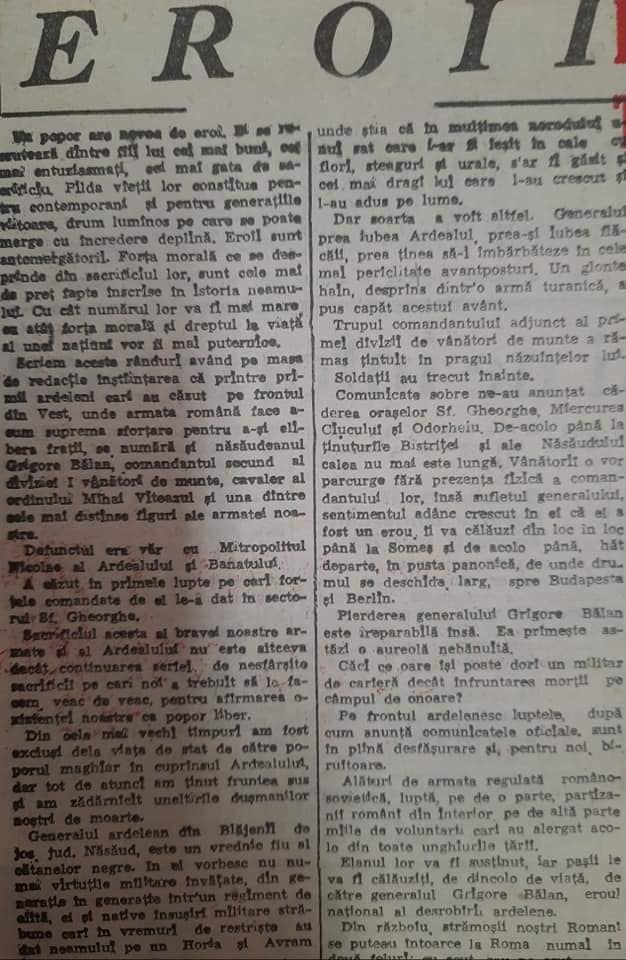 EROII
Un popor are nevoe de eroi. Ei se re-
crutează dintre fiii lui cei mai buni, cei
mai entuziasmați, cei mai gata de sa-
crificiu. Pilda vieții lor constitue pen-
tru contemporani și pentru generațiile
viitoare, drum luminos pe care se poate
merge cu încredere deplină. Eroii sunt
antemergătorii. Forța morală ce se des-
prinde din sacrificiul lor, sunt cele mai
de preț fapte înscrise în istoria neamu-
lui. Cu cât numărul lor va fi mai mare,
cu atât forța morală și dreptul la viață
al unei națiuni vor fi mai puternice.
Scriem aceste rânduri având pe masa
de redacție înștiințarea că printre pri-
mii ardeleni cari au căzut pe frontul
din Vest, unde armata română face a-
cum suprema sforțare pentru a-și eli-
bera frații, se numără și năsăudeanul
Grigore Bălan, comandantul secund al
diviziei I vânători de munte, cavaler al
ordinului Mihai Viteazul și una dintre
cele mai distinse figuri ale armatei noa-
stre.
Defunctul era văr cu Mitropolitul
Nicolae al Ardealului și Banatului.
A căzut în primele lupte pe cari for-
țele comandate de el le-a dat în secto-
rul Sf. Gheorghe.
Sacrificiul acesta al bravei noastre ar-
mate și al Ardealului nu este altceva
decât continuarea seriei de nesfârșite
sacrificii pe cari noi a trebuit să le fa-
cem, veac de veac, pentru afirmarea e-
xistenței noastre ca popor liber.
Din cele mai vechi timpuri am fost
excluși dela viața de stat de către po-
porul maghiar în cuprinsul Ardealului,
dar tot de atunci am ținut fruntea sus
și am zădărnicit uneltirile dușmanilor
noștri de moarte.
Generalul ardelean din Blăjenii de
jos, jud. Năsăud, este un vrednic fiu al
cătanelor negre. In el vorbesc nu nu-
mai virtuțile militare învățate, din ge-
nerație în generație într'un regiment de
elită, ci și native însușiri militare stră-
bune cari în vremuri de restriște au
dat neamului pe un Horia și Avram
unde știa că în mulțimea norodului
unui sat care l-ar fi ieșit în cale cu
flori, steaguri și urale, s'ar fi găsit și
cei mai dragi lui care l-au crescut și
l-au adus pe lume.
Dar soarta a voit altfel. Generalul
prea iubea Ardealul, prea-și iubea flă-
căii, prea ținea să-i îmbărbăteze în cele
mai periclitate avantposturi. Un glonte
hain, desprins dintr'o armă turanică, a
pus capăt acestui avânt.
Trupul comandantului adjunct al pri-
mei divizii de vânători de munte a ră-
mas țintuit în pragul năzuințelor lui.
Soldații au trecut înainte.
Comunicate sobre ne-au anunțat că-
derea orașelor Sf. Gheorghe, Miercurea
Ciucului și Odorheiu. De-acolo până la
ținuturile Bistriței și ale Năsăudului
calea nu mai este lungă. Vânătorii o vor
parcurge fără prezența fizică a coman-
dantului lor, însă sufletul generalului,
sentimentul adânc crescut în ei că el a
fost un erou, îi va călăuzi din loc în loc
până la Someș și de acolo până, hăt
departe, în pusta panonică, de unde dru-
mul se deschide larg, spre Budapesta
și Berlin.
Pierderea generalului Grigore Bălan
este ireparabilă însă. Ea primește as-
tăzi o aureolă nebănuită.
Căci ce oare își poate dori un militar
de carieră decât înfruntarea morții pe
câmpul de onoare?
Pe frontul ardelenesc luptele, după
cum anunță comunicatele oficiale, sunt
în plină desfășurare și, pentru noi, bi-
ruitoare.
Alături de armata regulată româno-
sovietică, luptă, pe de o parte, partiza-
nii români din interior, pe de altă parte
miile de voluntari cari au alergat aco-
lo din toate unghiurile țării.
Elanul lor va fi susținut, iar pașii le
va fi călăuziți, de dincolo de viață, de
către generalul Grigore Bălan, eroul
național al desrobirii ardelene.
Din războiu, strămoșii noștri Romani
se puteau întoarce la Roma numai în
două feluri: cu scut sau pe scut.